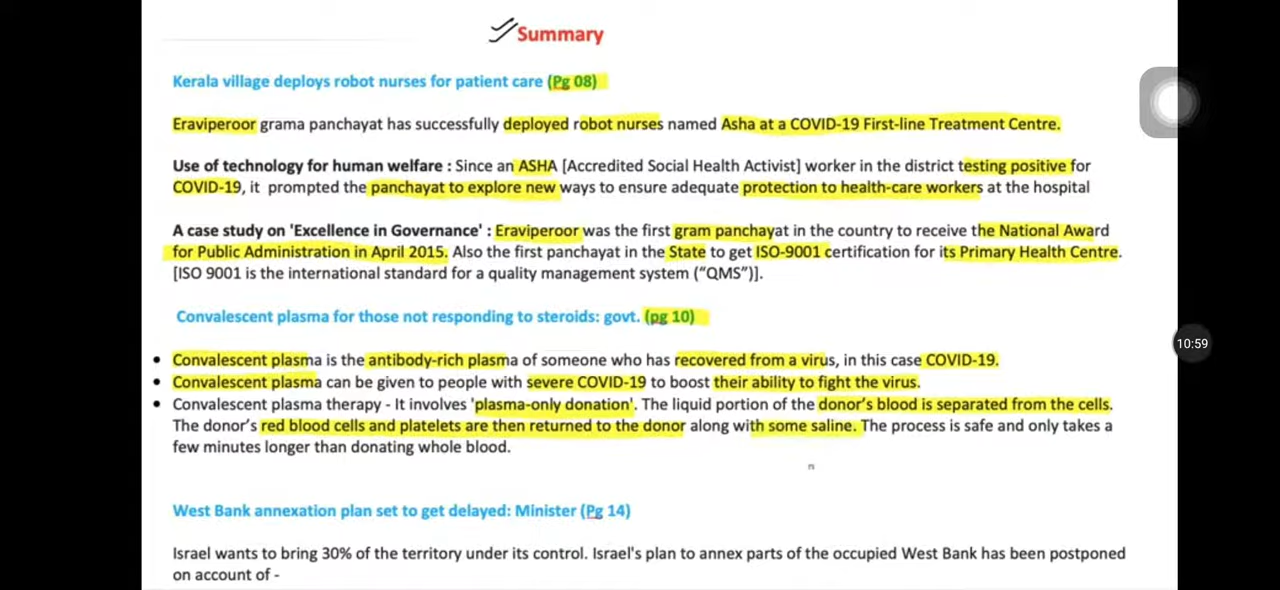 Summary
Kerala village deploys robot nurses for patient care (Pg 08)
Eraviperoor grama panchayat has successfully deployed robot nurses named Asha at a COVID-19 First-line Treatment Centre.
Use of technology for human welfare : Since an ASHA [Accredited Social Health Activist] worker in the district testing positive for
COVID-19, it prompted the panchayat to explore new ways to ensure adequate protection to health-care workers at the hospital
A case study on 'Excellence in Governance' : Eraviperoor was the first gram panchayat in the country to receive the National Award
for Public Administration in April 2015. Also the first panchayat in the State to get ISO-9001 certification for its Primary Health Centre.
[ISO 9001 is the international standard for a quality management system (“QMS”)].
Convalescent plasma for those not responding to steroids: govt. (pg 10)
• Convalescent plasma is the antibody-rich plasma of someone who has recovered from a virus, in this case COVID-19.
• Convalescent plasma can be given to people with severe COVID-19 to boost their ability to fight the virus.
• Convalescent plasma therapy - It involves 'plasma-only donation'. The liquid portion of the donor’s blood is separated from the cells.
The donor’s red blood cells and platelets are then returned to the donor along with some saline. The process is safe and only takes a
few minutes longer than donating whole blood.
West Bank annexation plan set to get delayed: Minister (Pg 14)
Israel wants to bring 30% of the territory under its control. Israel's plan to annex parts of the occupied West Bank has been postponed
on account of -
10:59